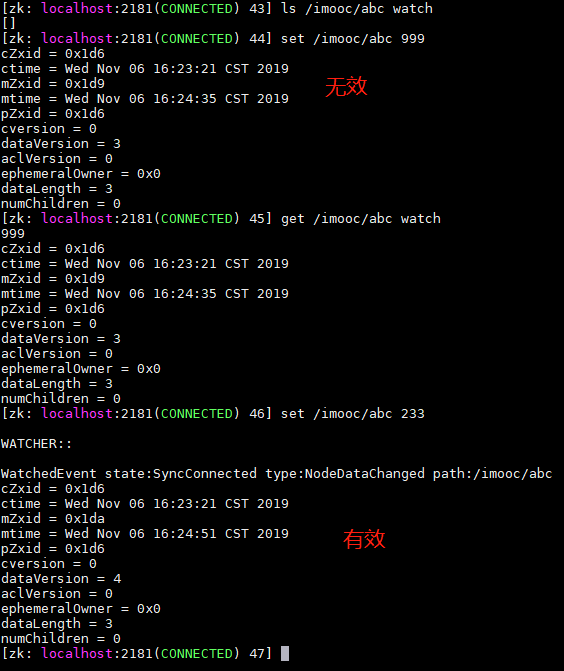 [zk: localhost:2181(CONNECTED) 43] ls /imooc/abc watch
[]
[zk: localhost:2181(CONNECTED) 44] set /imooc/abc 999
cZxid = 0x1d6
ctime = Wed Nov 06 16:23:21 CST 2019
mZxid = 0x1d9
无效
mtime = Wed Nov 06 16:24:35 CST 2019
pZxid = 0x1d6
cversion = 0
dataVersion = 3
aclVersion = 0
ephemeralOwner = 0x0
dataLength = 3
numChildren = 0
[zk: localhost:2181(CONNECTED) 45] get /imooc/abc watch
999
cZxid = 0x1d6
ctime = Wed Nov 06 16:23:21 CST 2019
mZxid = 0x1d9
mtime = Wed Nov 06 16:24:35 CST 2019
pZxid = 0x1d6
cversion = 0
dataVersion = 3
aclVersion = 0
ephemeralOwner = 0x0
dataLength = 3
numChildren = 0
[zk: localhost:2181(CONNECTED) 46] set /imooc/abc 233
WATCHER::
WatchedEvent state:SyncConnected type:NodeDataChanged path:/imooc/abc
cZxid = 0x1d6
ctime = Wed Nov 06 16:23:21 CST 2019
mZxid = 0x1da
mtime = Wed Nov 06 16:24:51 CST 2019
有效
pZxid = 0x1d6
cversion = 0
dataVersion = 4
aclVersion = 0
ephemeralOwner = 0x0
dataLength = 3
numChildren = 0
[zk: localhost:2181(CONNECTED) 47]